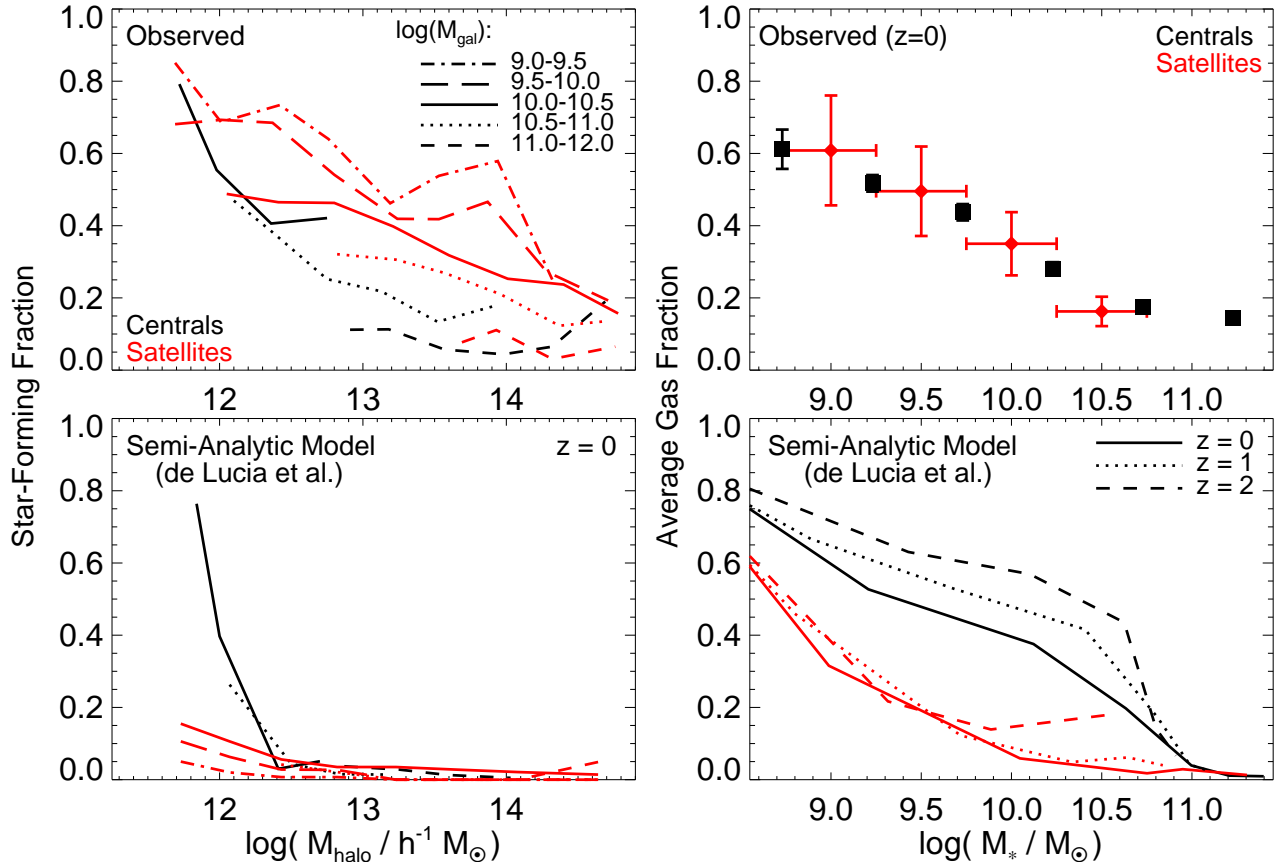 Star-Forming Fraction
1.0
0.8
0.6
0.4
0.2
0.0
Observed
log(M_gal):
9.0-9.5
9.5-10.0
10.0-10.5
10.5-11.0
11.0-12.0
Centrals
Satellites
12 13 14
Average Gas Fraction
1.0
0.8
0.6
0.4
0.2
0.0
Observed (z=0)
Centrals
Satellites
9.0 9.5 10.0 10.5 11.0
1.0
0.8
0.6
0.4
0.2
0.0
Semi-Analytic Model
(de Lucia et al.)
z = 0
12 13 14
log( M_halo / h⁻¹ M_⊙ )
1.0
0.8
0.6
0.4
0.2
0.0
Semi-Analytic Model
(de Lucia et al.)
z = 0
z = 1
z = 2
9.0 9.5 10.0 10.5 11.0
log( M_* / M_⊙ )